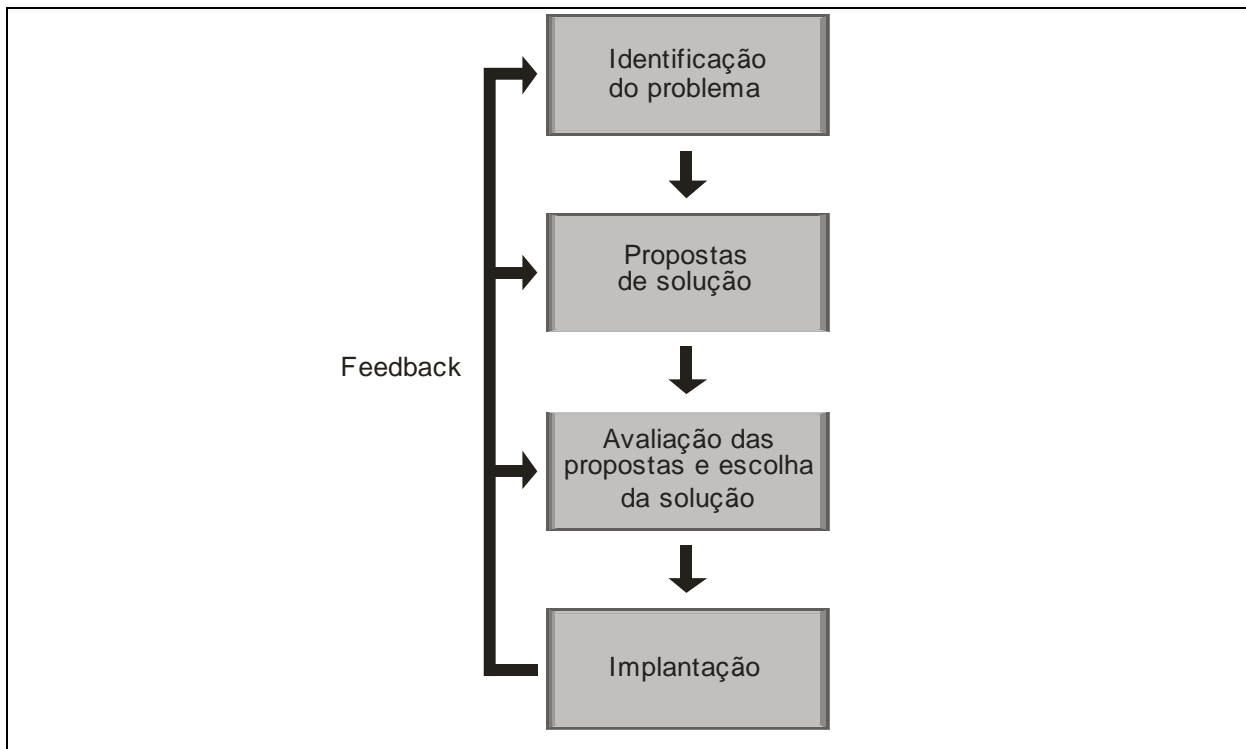 Identificação
do problema
Propostas
de solução
Feedback
Avaliação das
propostas e escolha
da solução
Implantação